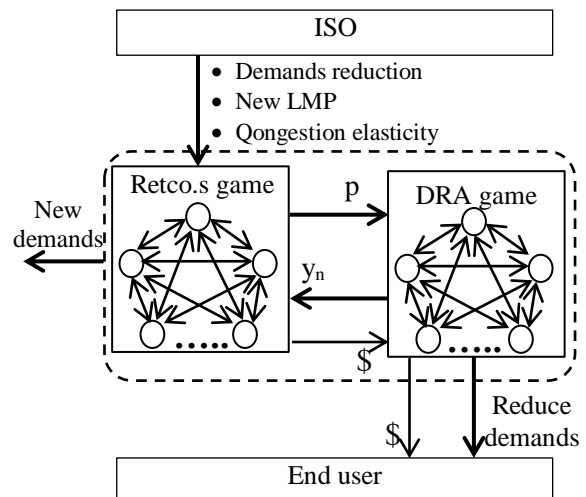 ISO
• Demands reduction
• New LMP
• Qongestion elasticity
Retco.s game
p
DRA game
New
demands
yn
$
Reduce
demands
$
End user